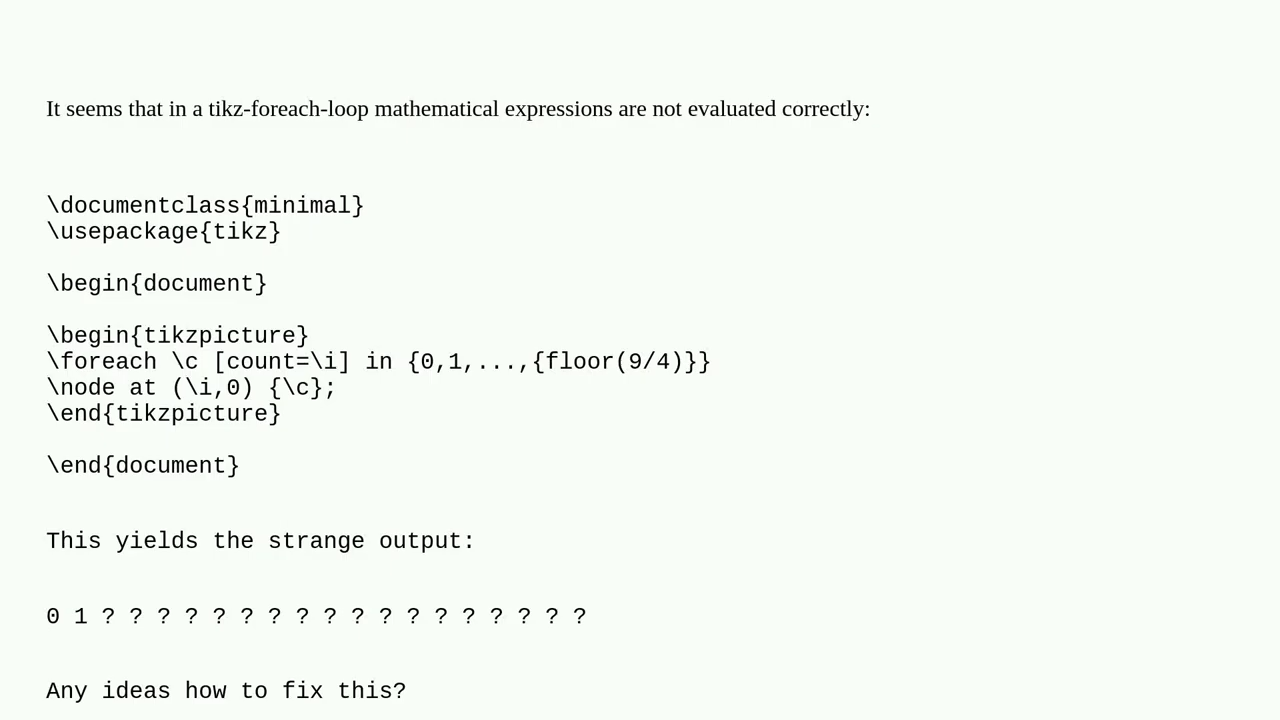 It seems that in a tikz-foreach-loop mathematical expressions are not evaluated correctly:
\documentclass{minimal}
\usepackage{tikz}
\begin{document}
\begin{tikzpicture}
\foreach \c [count=\i] in {0,1,...,{floor(9/4)}}
\node at (\i,0) {\c};
\end{tikzpicture}
\end{document}
This yields the strange output:
0 1 ? ? ? ? ? ? ? ? ? ? ? ? ? ? ? ? ? ?
Any ideas how to fix this?